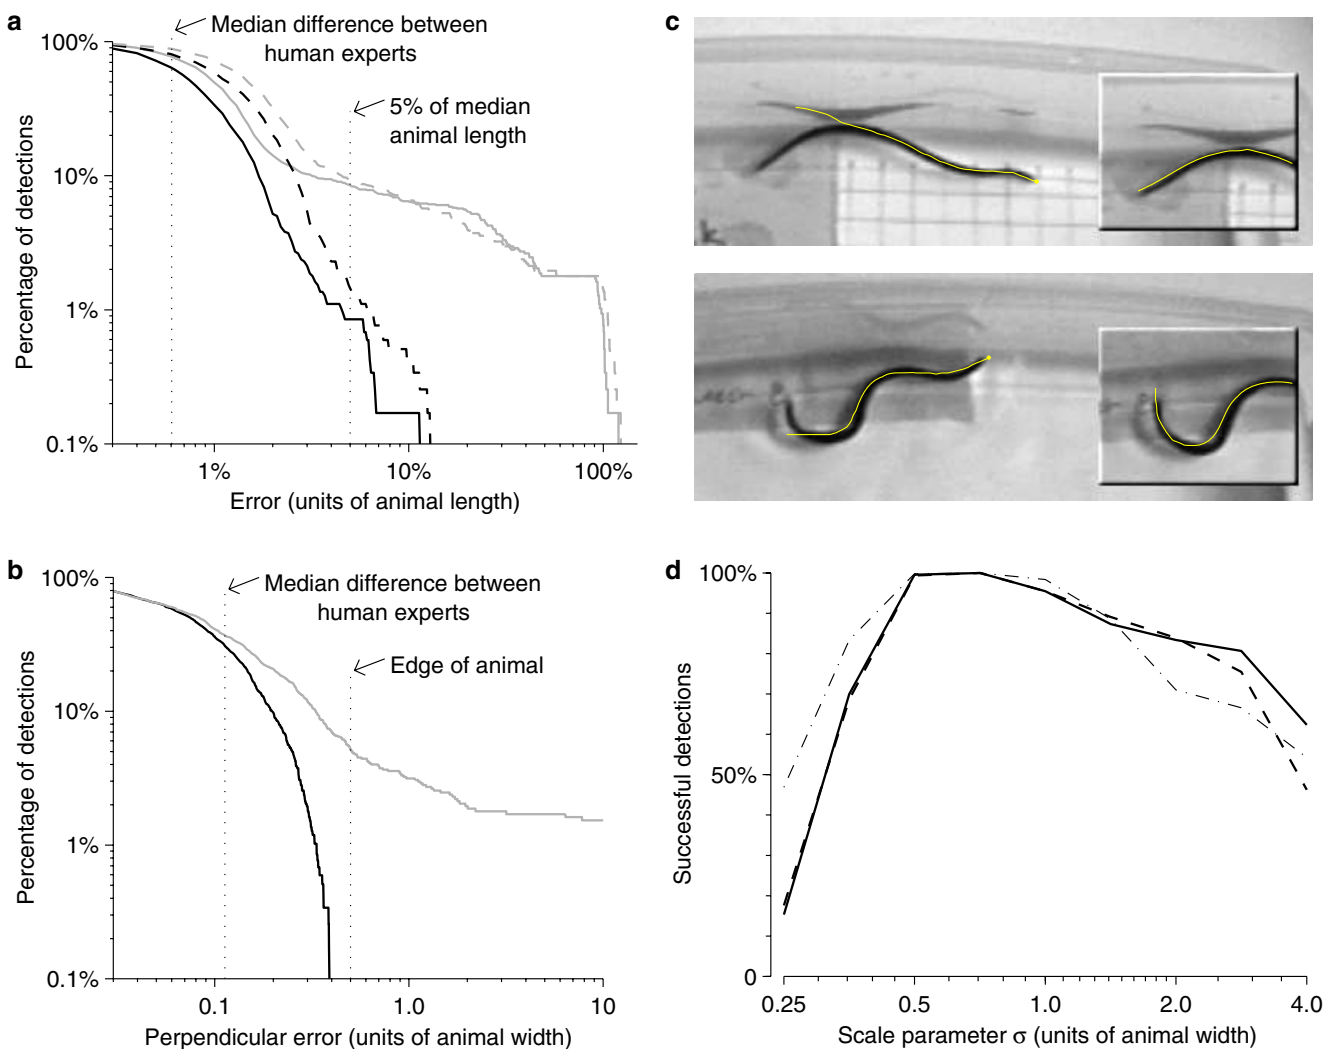 a
Median difference between
human experts
5% of median
animal length
100%
10%
1%
0.1%
Percentage of detections
1%
10%
100%
Error (units of animal length)
b
Median difference between
human experts
Edge of animal
100%
10%
1%
0.1%
Percentage of detections
0.1
1.0
10
Perpendicular error (units of animal width)
c
d
100%
50%
0
Successful detections
0.25
0.5
1.0
2.0
4.0
Scale parameter σ (units of animal width)